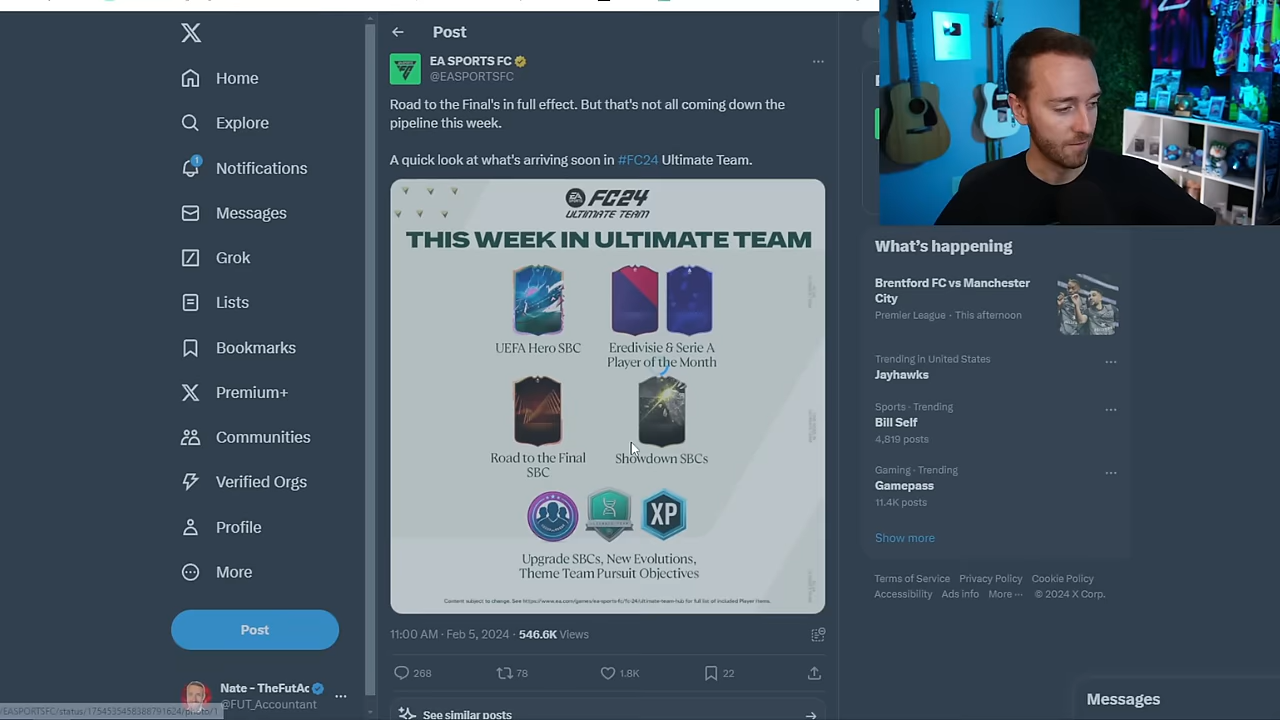 Post
EA SPORTS FC
@EASPORTSFC
Home
Explore
1
Notifications
Messages
Grok
Lists
Bookmarks
Premium+
Communities
Verified Orgs
Profile
More
Post
Nate - TheFutAc
@FUT_Accountant
Road to the Final's in full effect. But that's not all coming down the
pipeline this week.
A quick look at what's arriving soon in #FC24 Ultimate Team.
FC24
ULTIMATE TEAM
THIS WEEK IN ULTIMATE TEAM
UEFA Hero SBC
Eredivisie & Serie A
Player of the Month
Road to the Final
SBC
Showdown SBCs
XP
Upgrade SBCs, New Evolutions,
Theme Team Pursuit Objectives
11:00 AM · Feb 5, 2024 · 546.6K Views
268
78
1.8K
22
See similar posts
What's happening
Brentford FC vs Manchester
City
Premier League · This afternoon
Trending in United States
Jayhawks
Sports · Trending
Bill Self
4,819 posts
Gaming · Trending
Gamepass
11.4K posts
Show more
Terms of Service Privacy Policy Cookie Policy
Accessibility Ads info More ··· © 2024 X Corp.
Messages